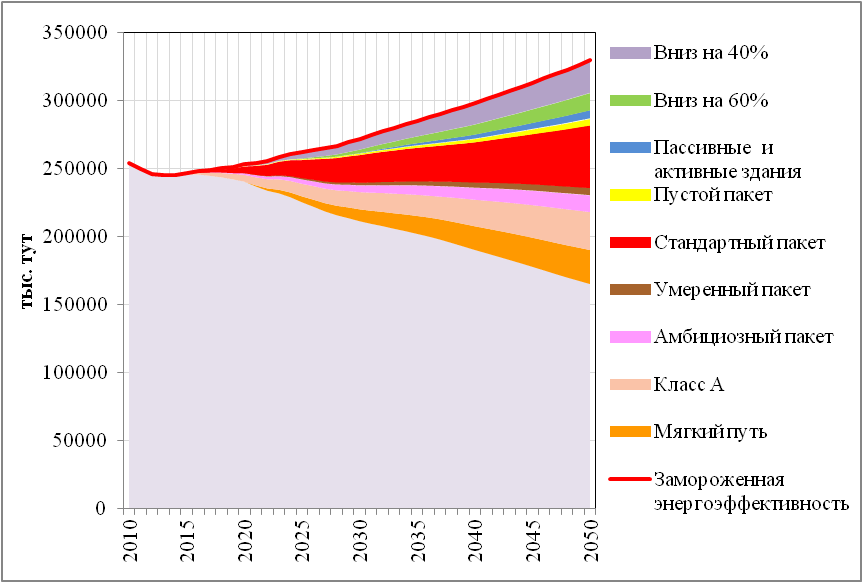 350000
300000
250000
200000
150000
100000
50000
0
тыс. тут
2010
2015
2020
2025
2030
2035
2040
2045
2050
Вниз на 40%
Вниз на 60%
Пассивные и
активные здания
Пустой пакет
Стандартный пакет
Умеренный пакет
Амбициозный пакет
Класс А
Мягкий путь
Замороженная
энергоэффективность